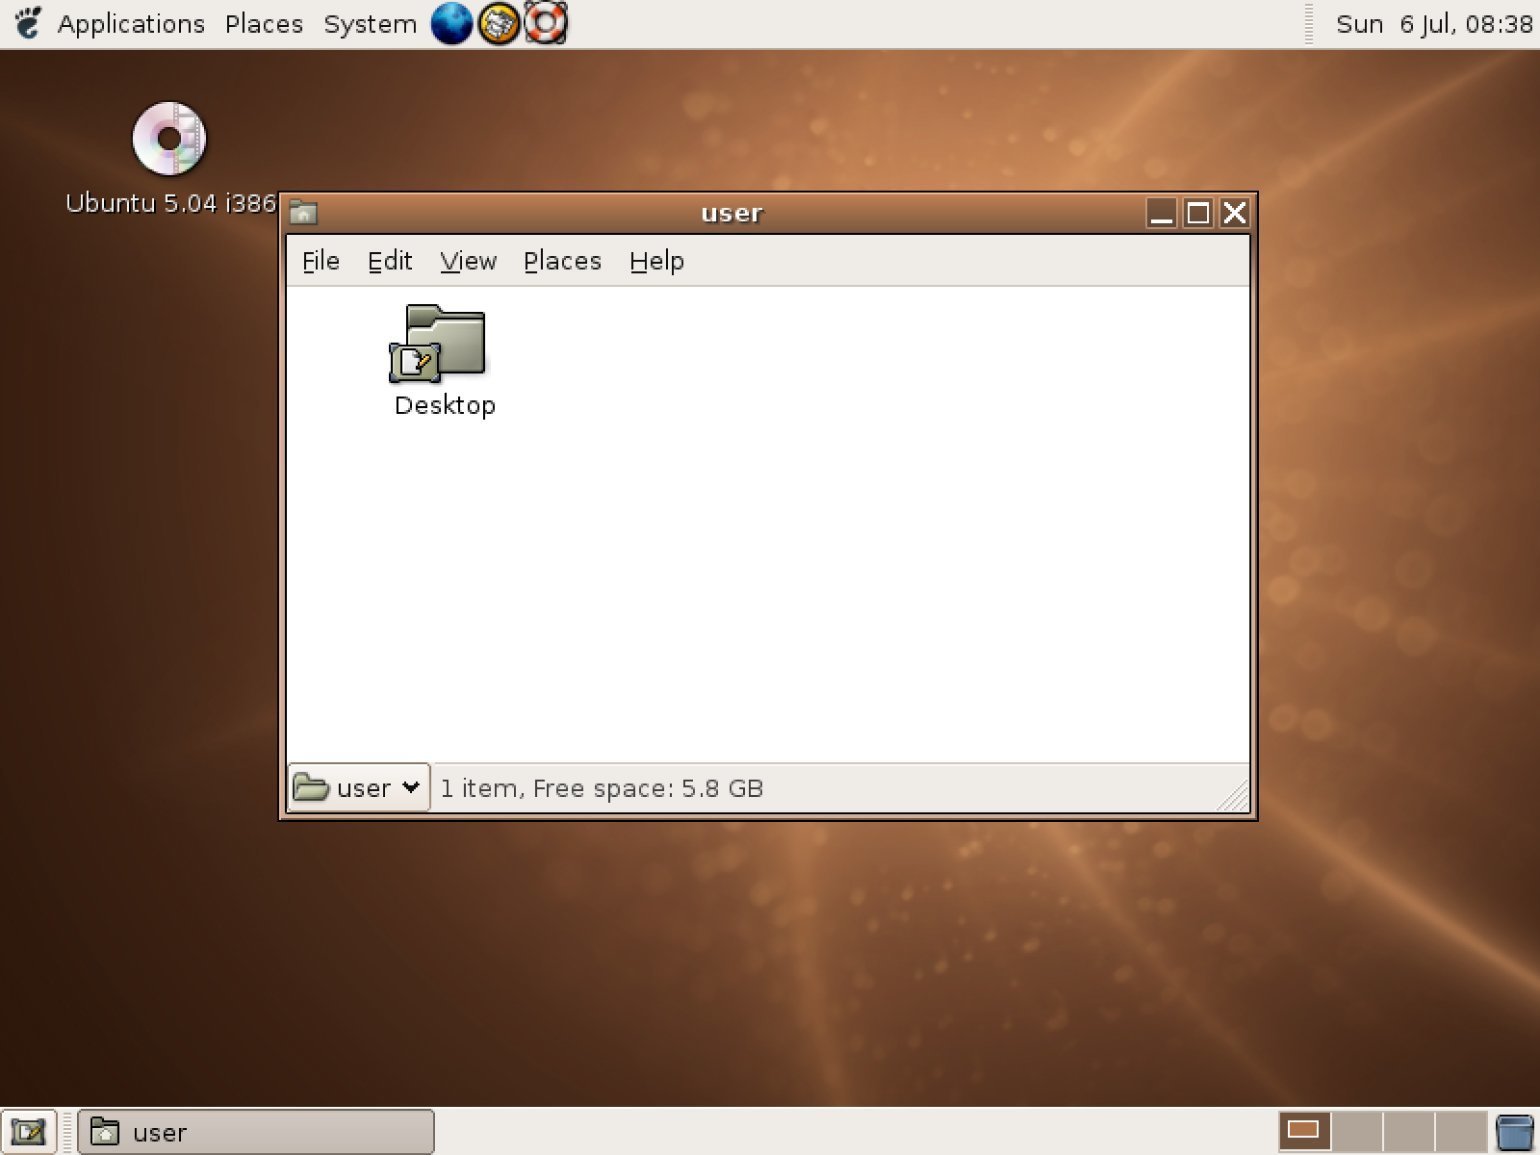 Applications Places System
Sun 6 Jul, 08:38
Ubuntu 5.04 i386
user
File Edit View Places Help
Desktop
user 1 item, Free space: 5.8 GB
user